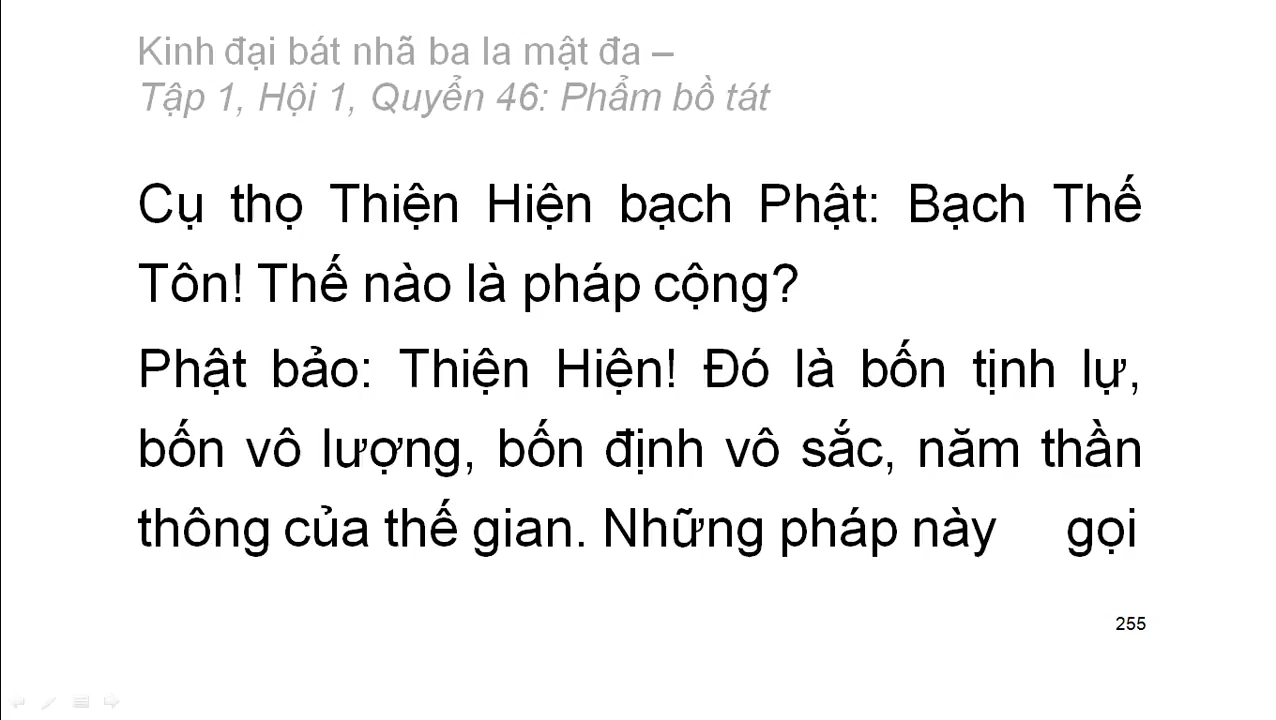 Kinh đại bát nhã ba la mật đa –
Tập 1, Hội 1, Quyển 46: Phẩm bồ tát
Cụ thọ Thiện Hiện bạch Phật: Bạch Thế
Tôn! Thế nào là pháp cộng?
Phật bảo: Thiện Hiện! Đó là bốn tịnh lự,
bốn vô lượng, bốn định vô sắc, năm thần
thông của thế gian. Những pháp này gọi
255